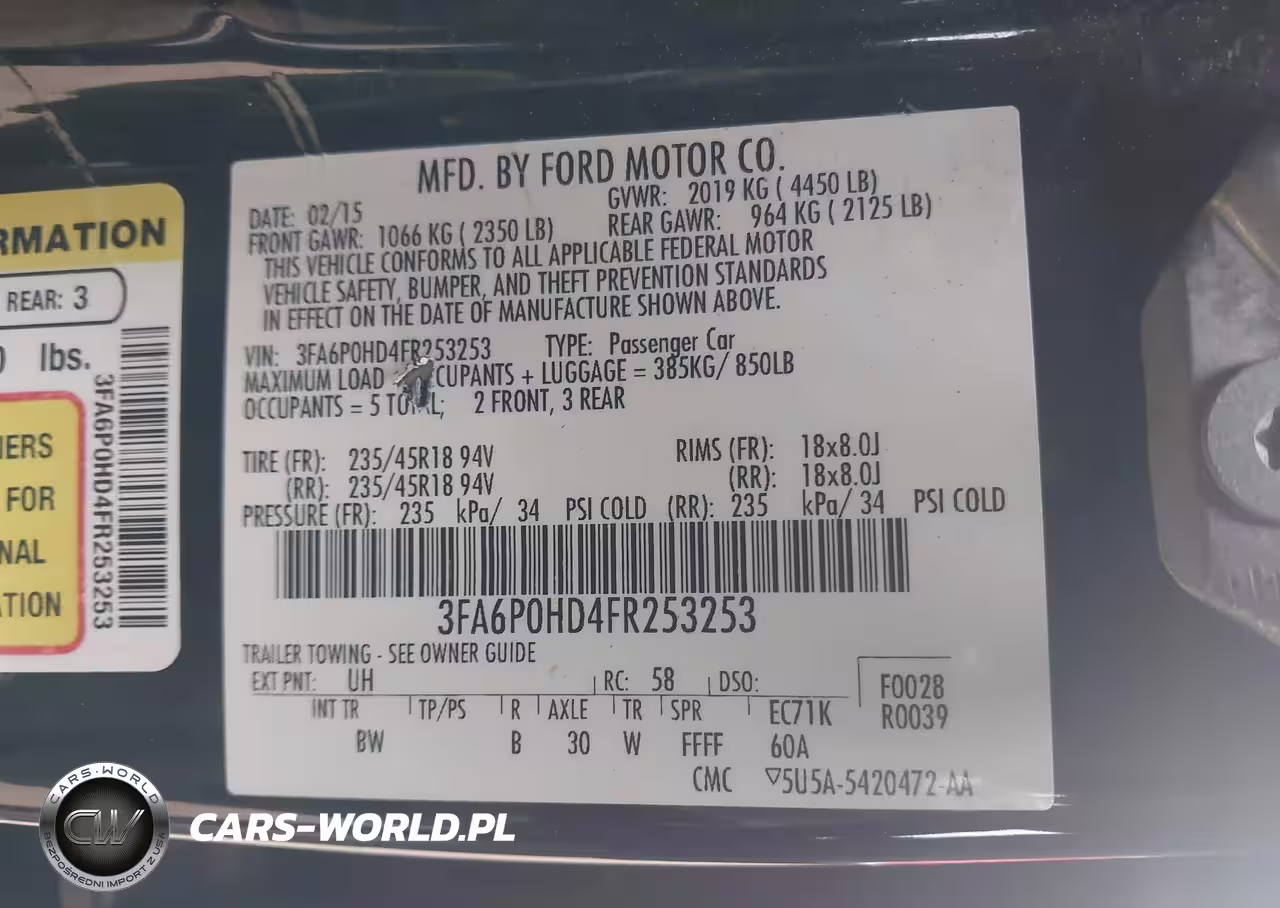 RMATION
REAR: 3
lbs.
IERS
FOR
NAL
ATION
3FA6P0HD4FR253253
MFD. BY FORD MOTOR CO.
DATE: 02/15 GVWR: 2019 KG ( 4450 LB)
FRONT GAWR: 1066 KG ( 2350 LB) REAR GAWR: 964 KG ( 2125 LB)
THIS VEHICLE CONFORMS TO ALL APPLICABLE FEDERAL MOTOR
VEHICLE SAFETY, BUMPER, AND THEFT PREVENTION STANDARDS
IN EFFECT ON THE DATE OF MANUFACTURE SHOWN ABOVE.
VIN: 3FA6P0HD4FR253253 TYPE: Passenger Car
MAXIMUM LOAD CUPANTS + LUGGAGE = 385KG/ 850LB
OCCUPANTS = 5 TOTAL; 2 FRONT, 3 REAR
TIRE (FR): 235/45R18 94V RIMS (FR): 18x8.0J
(RR): 235/45R18 94V (RR): 18x8.0J
PRESSURE (FR): 235 kPa/ 34 PSI COLD (RR): 235 kPa/ 34 PSI COLD
3FA6P0HD4FR253253
TRAILER TOWING - SEE OWNER GUIDE
EXT PNT: UH RC: 58 DSO: F0028
INT TR TP/PS R AXLE TR SPR EC71K R0039
BW B 30 W FFFF 60A
CMC ▽5U5A-5420472-AA
CARS-WORLD
CW
BEZPOŚREDNI IMPORT Z USA
CARS-WORLD.PL